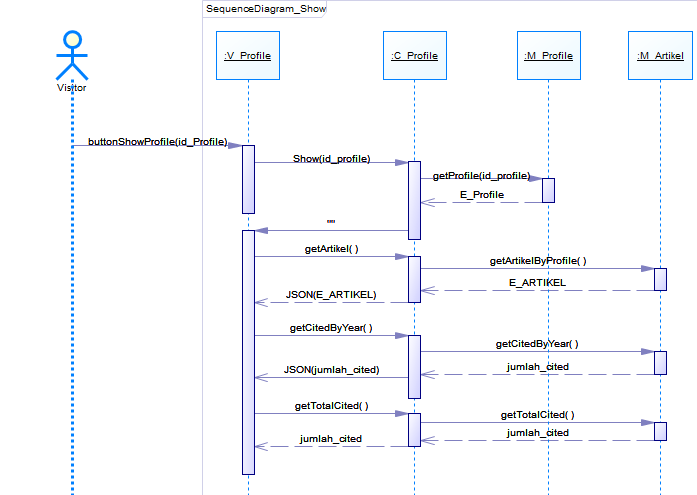 SequenceDiagram_Show
:V_Profile
:C_Profile
:M_Profile
:M_Artikel
Visitor
buttonShowProfile(id_Profile)
Show(id_profile)
getProfile(id_profile)
E_Profile
getArtikel( )
getArtikelByProfile( )
E_ARTIKEL
JSON(E_ARTIKEL)
getCitedByYear( )
getCitedByYear( )
jumlah_cited
JSON(jumlah_cited)
getTotalCited( )
getTotalCited( )
jumlah_cited
jumlah_cited